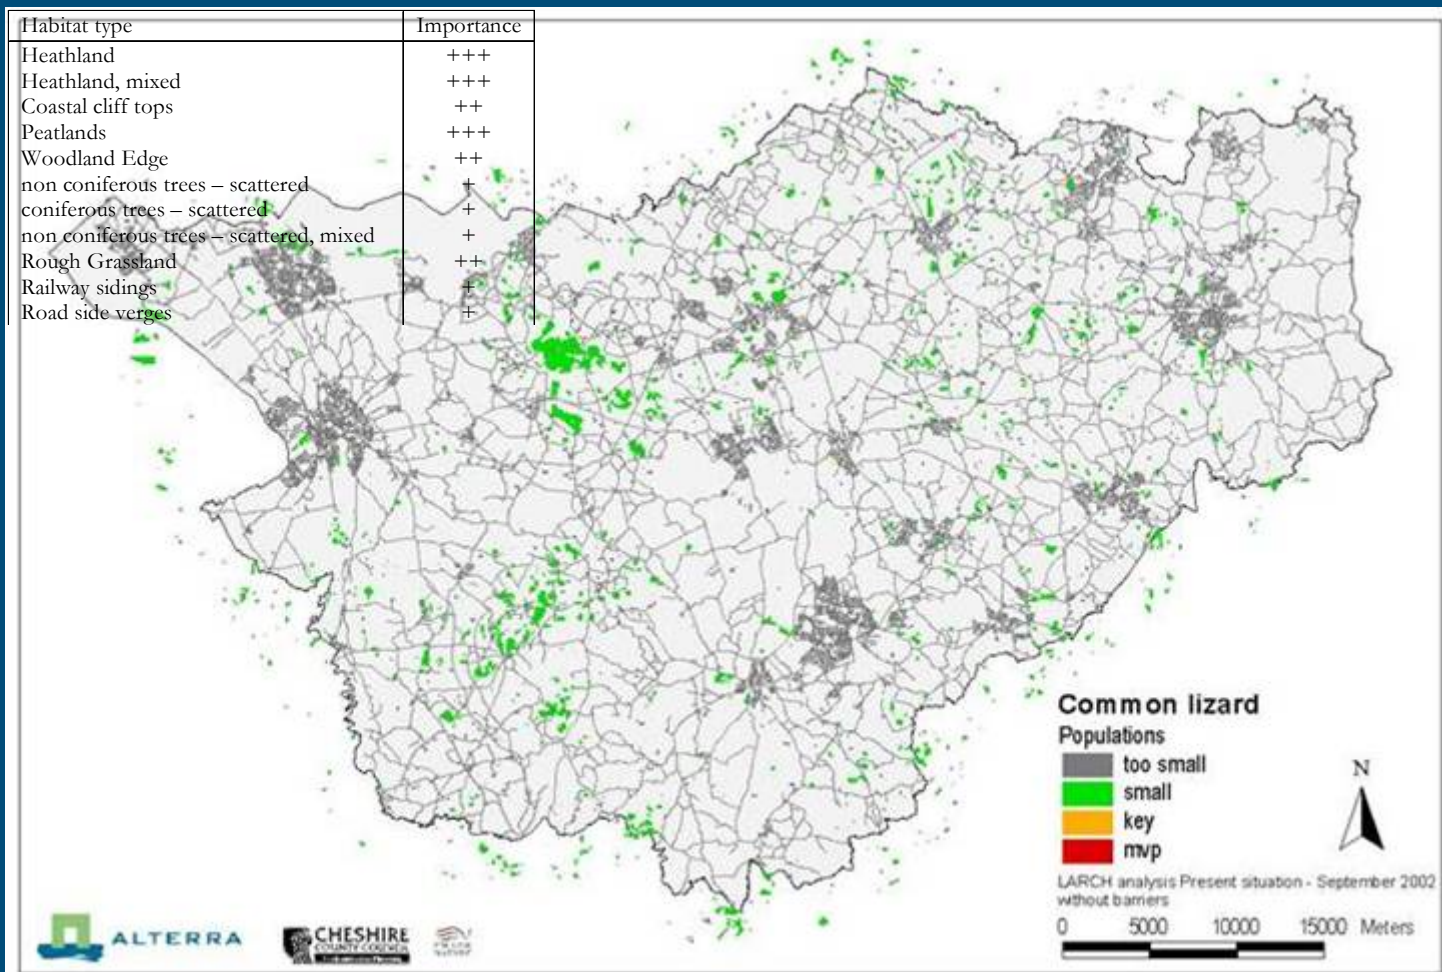 Habitat type Importance
Heathland +++
Heathland, mixed +++
Coastal cliff tops ++
Peatlands +++
Woodland Edge ++
non coniferous trees – scattered +
coniferous trees – scattered +
non coniferous trees – scattered, mixed +
Rough Grassland ++
Railway sidings +
Road side verges +
Common lizard
Populations
too small
small
key
mvp
N
LARCH analysis Present situation - September 2002
without barriers
0 5000 10000 15000 Meters
ALTERRA
CHESHIRE
COUNTY COUNCIL